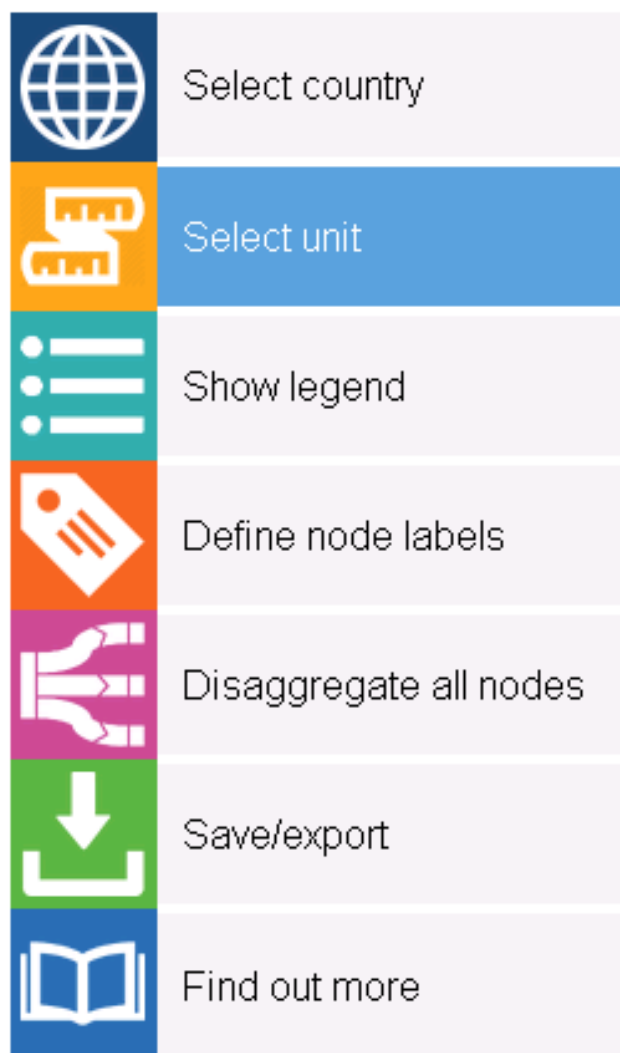 Select country
Select unit
Show legend
Define node labels
Disaggregate all nodes
Save/export
Find out more